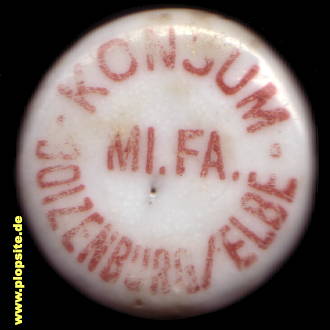 · KONSUM ·
MI.FA.
BOIZENBURG/ELBE
www.plopsite.de